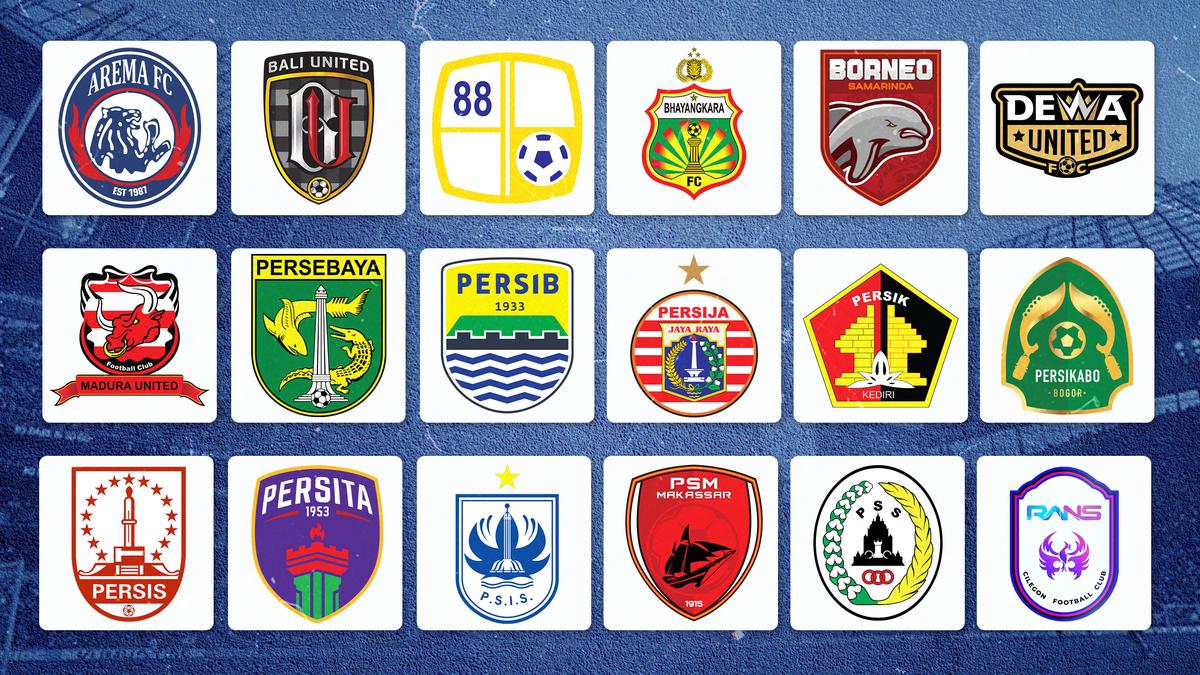 AREMA FC
EST 1987
BALI UNITED
88
BHAYANGKARA
FC
BORNEO
SAMARINDA
DEWA
UNITED
FC
Football Club
MADURA UNITED
PERSEBAYA
PERSIB
1933
PERSIJA
JAYA RAYA
PERSIK
KEDIRI
PERSIKABO
·BOGOR·
PERSIS
PERSITA
1953
P.S.I.S.
PSM
MAKASSAR
1915
PSS
RANS
CILEGON FOOTBALL CLUB